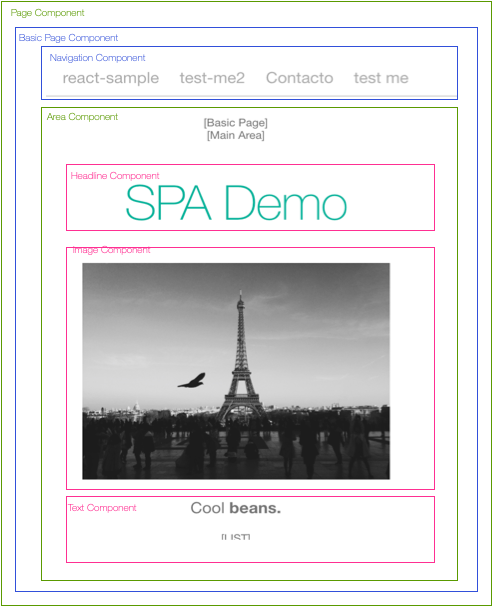 Page Component
Basic Page Component
Navigation Component
react-sample test-me2 Contacto test me
Area Component
[Basic Page]
[Main Area]
Headline Component
SPA Demo
Image Component
Text Component
Cool beans.
[LIST]